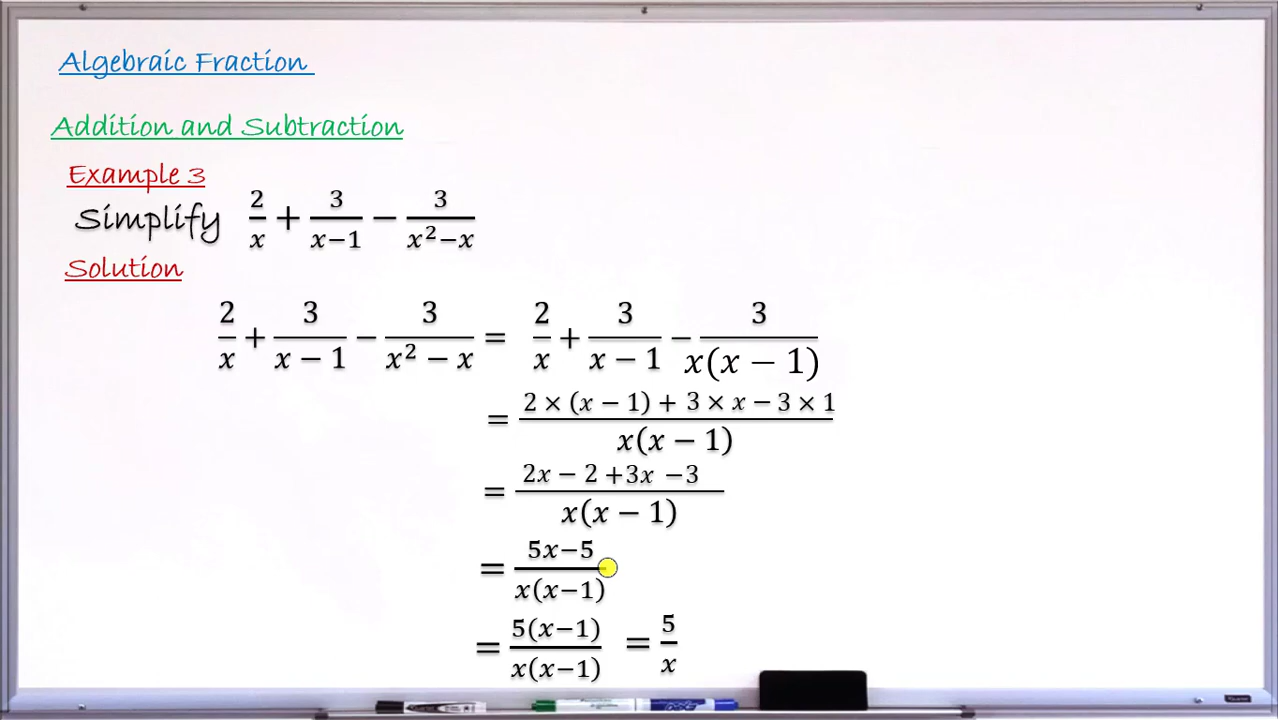 Algebraic Fraction
Addition and Subtraction
Example 3
Simplify 2/x + 3/(x−1) − 3/(x²−x)
Solution
2/x + 3/(x − 1) − 3/(x² − x) = 2/x + 3/(x − 1) − 3/(x(x − 1))
= (2 × (x − 1) + 3 × x − 3 × 1)/(x(x − 1))
= (2x − 2 +3x −3)/(x(x − 1))
= (5x−5)/(x(x−1))
= (5(x−1))/(x(x−1)) = 5/x